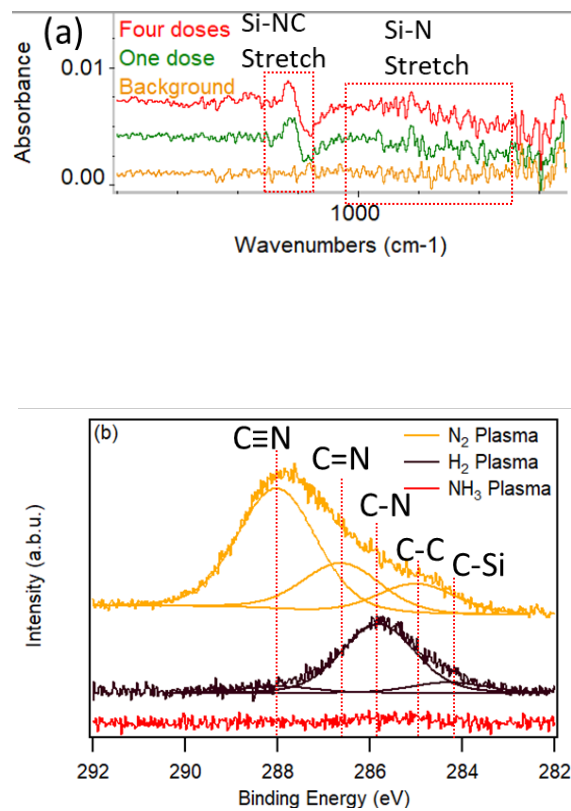 (a)
Four doses
One dose
Background
Si-NC
Stretch
Si-N
Stretch
0.01
0.00
Absorbance
1000
Wavenumbers (cm-1)
(b)
C≡N
C=N
C-N
C-C
C-Si
N₂ Plasma
H₂ Plasma
NH₃ Plasma
Intensity (a.b.u.)
292 290 288 286 284 282
Binding Energy (eV)